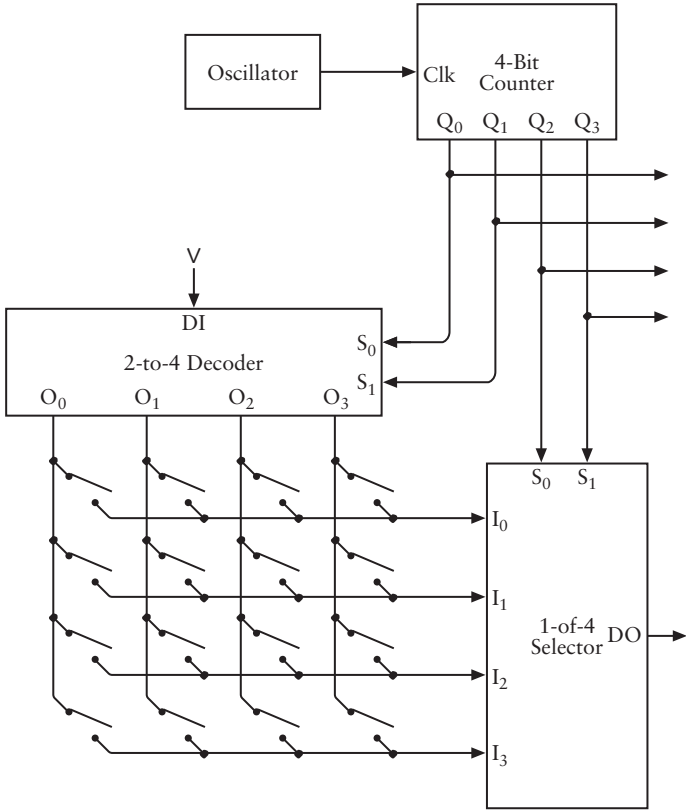 Oscillator
4-Bit
Counter
Clk
Q₀ Q₁ Q₂ Q₃
V
DI
2-to-4 Decoder
S₀
S₁
O₀ O₁ O₂ O₃
S₀ S₁
I₀
I₁
I₂
I₃
1-of-4
Selector
DO